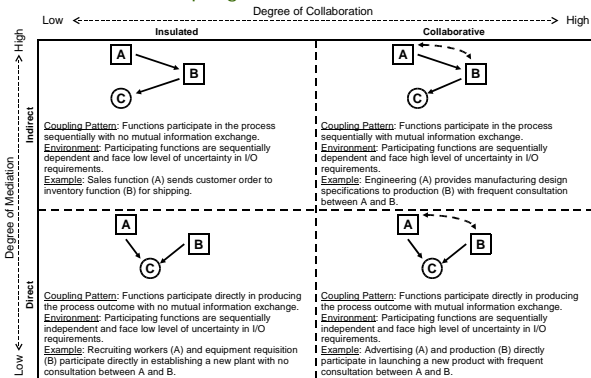 Degree of Collaboration
Low
High
Insulated
Collaborative
High
Degree of Mediation
Low
Indirect
A
B
C
Coupling Pattern: Functions participate in the process
sequentially with no mutual information exchange.
Environment: Participating functions are sequentially
dependent and face low level of uncertainty in I/O
requirements.
Example: Sales function (A) sends customer order to
inventory function (B) for shipping.
A
B
C
Coupling Pattern: Functions participate in the process
sequentially with mutual information exchange.
Environment: Participating functions are sequentially
dependent and face high level of uncertainty in I/O
requirements.
Example: Engineering (A) provides manufacturing design
specifications to production (B) with frequent consultation
between A and B.
Direct
A
B
C
Coupling Pattern: Functions participate directly in producing
the process outcome with no mutual information exchange.
Environment: Participating functions are sequentially
independent and face low level of uncertainty in I/O
requirements.
Example: Recruiting workers (A) and equipment requisition
(B) participate directly in establishing a new plant with no
consultation between A and B.
A
B
C
Coupling Pattern: Functions participate directly in producing
the process outcome with mutual information exchange.
Environment: Participating functions are sequentially
independent and face high level of uncertainty in I/O
requirements.
Example: Advertising (A) and production (B) directly
participate in launching a new product with frequent
consultation between A and B.